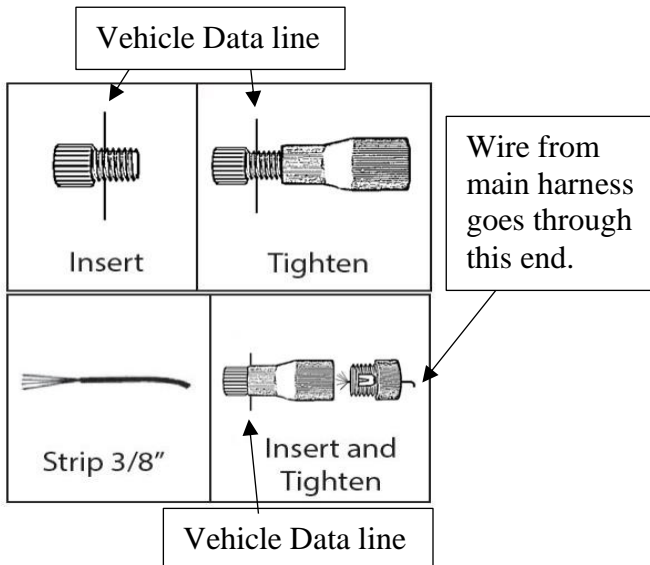 Vehicle Data line
Insert
Tighten
Wire from
main harness
goes through
this end.
Strip 3/8”
Insert and
Tighten
Vehicle Data line